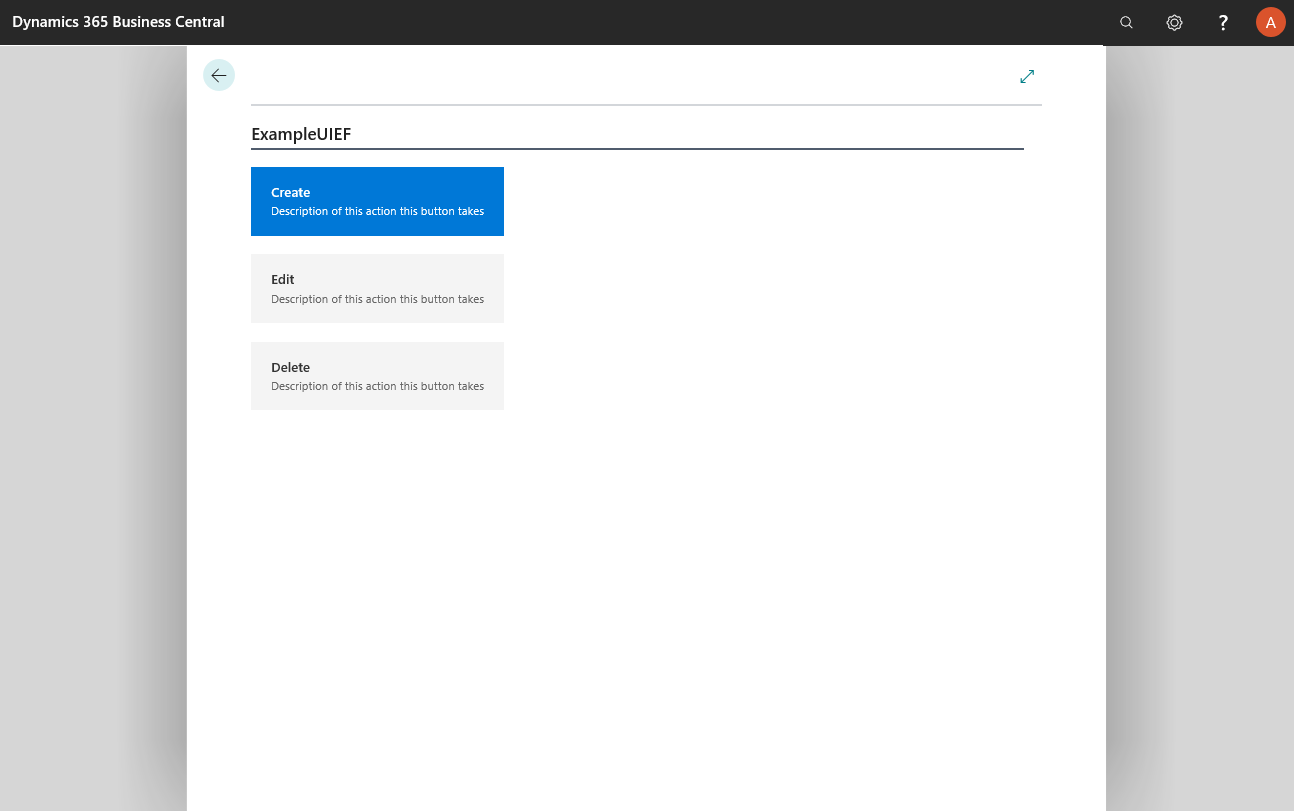 Dynamics 365 Business Central
?
A
ExampleUIEF
Create
Description of this action this button takes
Edit
Description of this action this button takes
Delete
Description of this action this button takes